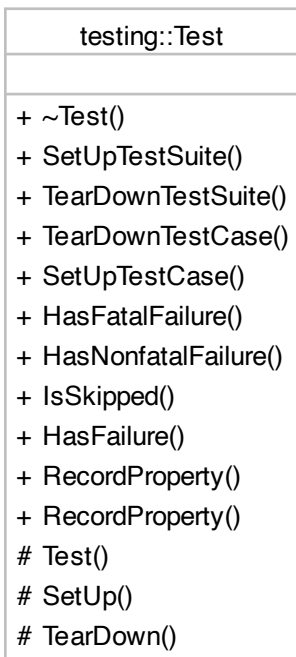 testing::Test
+ ~Test()
+ SetUpTestSuite()
+ TearDownTestSuite()
+ TearDownTestCase()
+ SetUpTestCase()
+ HasFatalFailure()
+ HasNonfatalFailure()
+ IsSkipped()
+ HasFailure()
+ RecordProperty()
+ RecordProperty()
# Test()
# SetUp()
# TearDown()